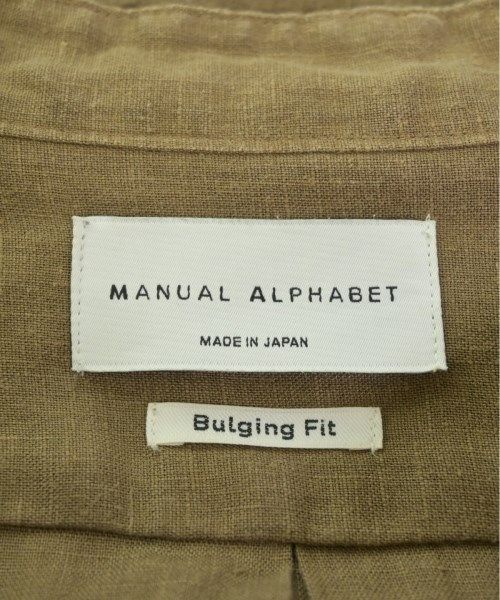 MANUAL ALPHABET
MADE IN JAPAN
Bulging Fit